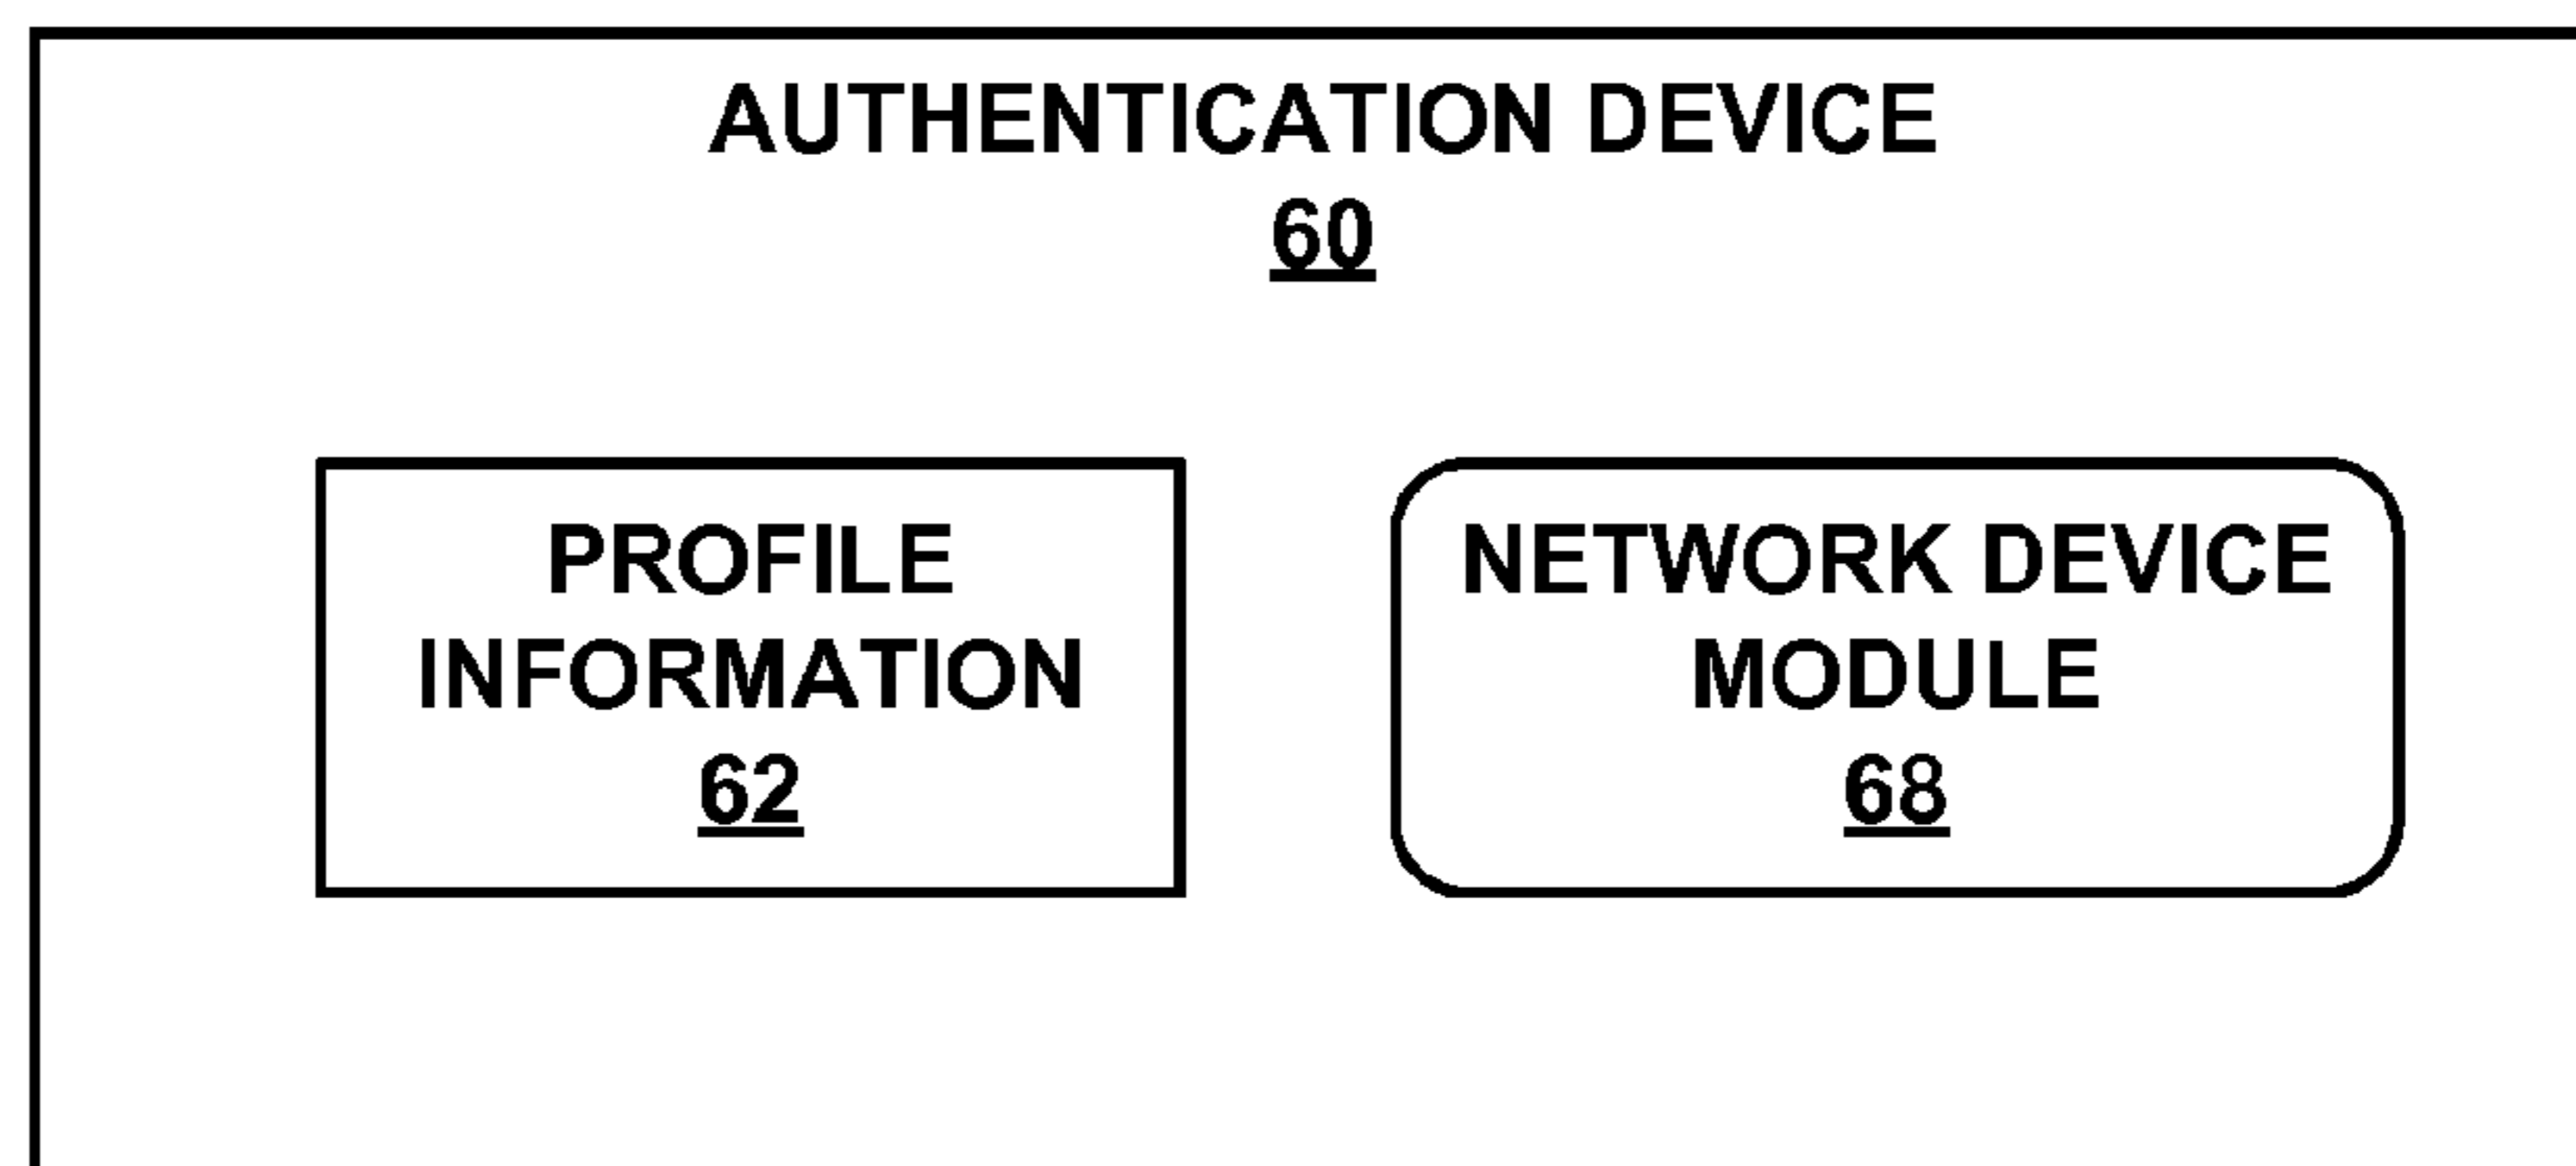 AUTHENTICATION DEVICE
60
PROFILE
INFORMATION
62
NETWORK DEVICE
MODULE
68